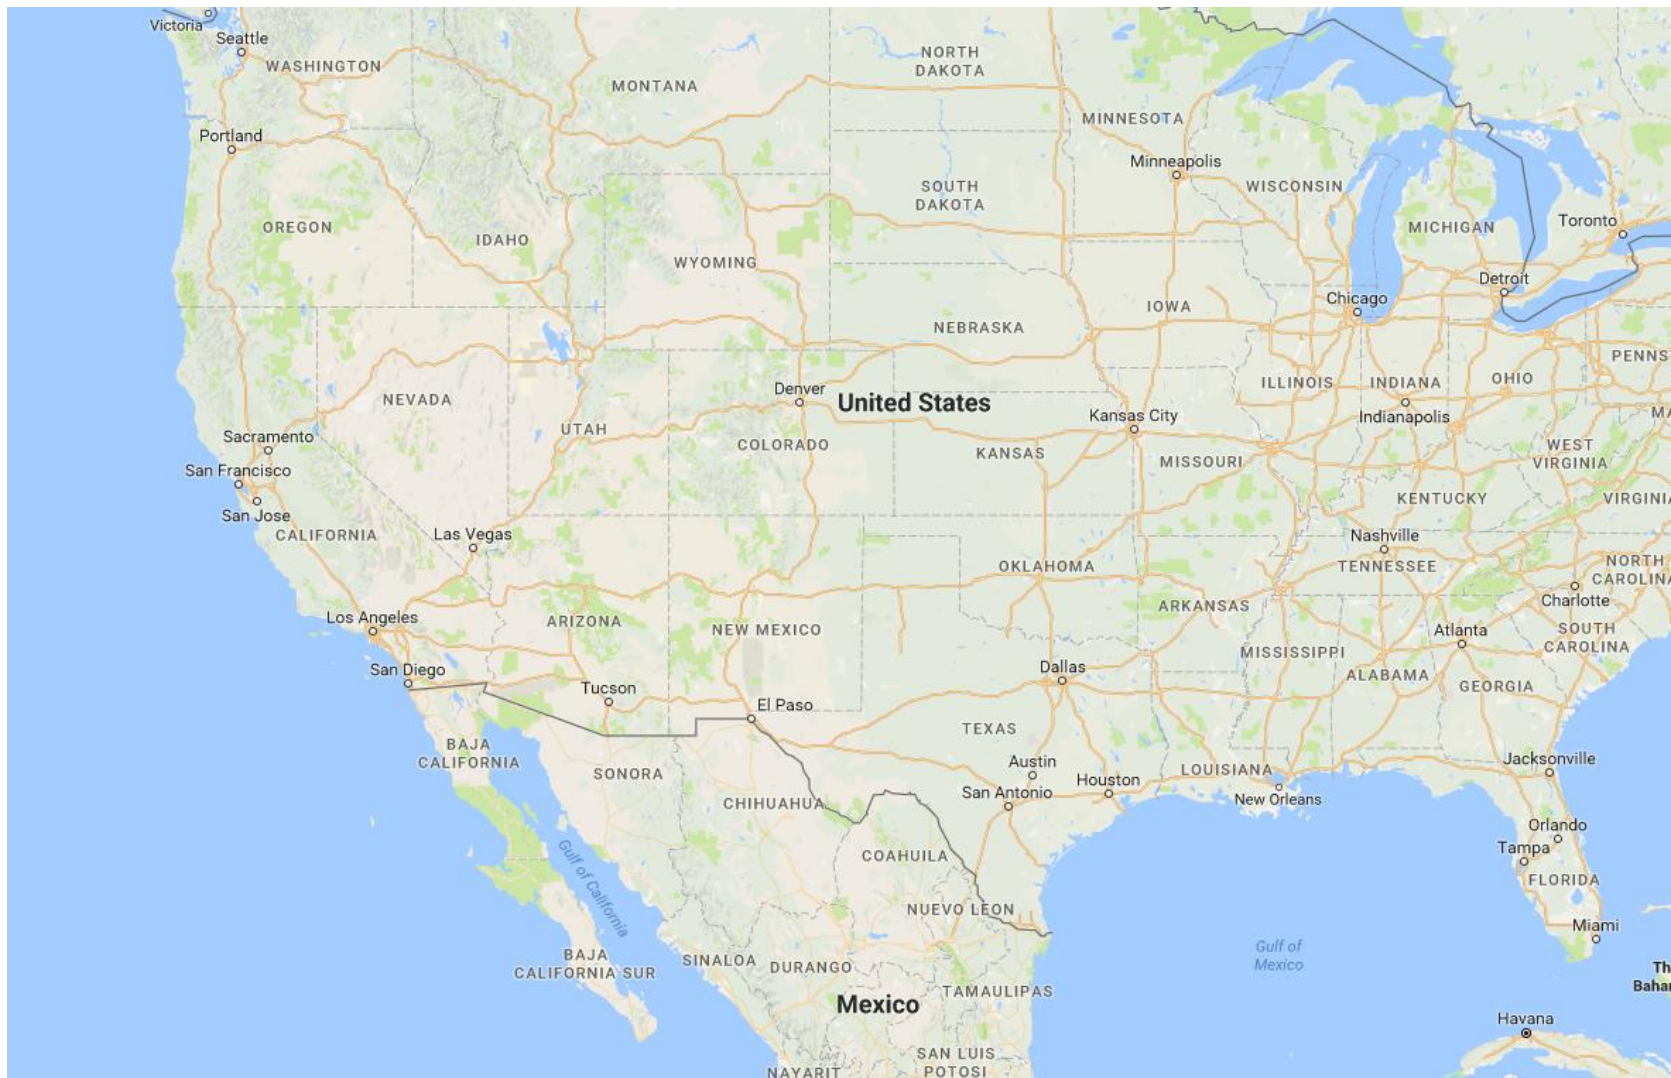 Victoria
Seattle
WASHINGTON
MONTANA
NORTH
DAKOTA
MINNESOTA
Portland
Minneapolis
SOUTH
DAKOTA
WISCONSIN
OREGON
IDAHO
MICHIGAN
Toronto
WYOMING
Detroit
Chicago
IOWA
NEBRASKA
PENNS
Denver
United States
ILLINOIS
INDIANA
OHIO
NEVADA
Kansas City
Indianapolis
MA
UTAH
COLORADO
Sacramento
KANSAS
MISSOURI
WEST
VIRGINIA
San Francisco
KENTUCKY
VIRGINIA
San Jose
CALIFORNIA
Las Vegas
Nashville
TENNESSEE
OKLAHOMA
NORTH
CAROLINA
ARKANSAS
Charlotte
Los Angeles
ARIZONA
NEW MEXICO
Atlanta
SOUTH
CAROLINA
MISSISSIPPI
San Diego
Dallas
ALABAMA
GEORGIA
Tucson
El Paso
TEXAS
BAJA
CALIFORNIA
SONORA
Austin
Houston
LOUISIANA
Jacksonville
San Antonio
New Orleans
CHIHUAHUA
Orlando
Tampa
Gulf of California
COAHUILA
FLORIDA
NUEVO LEON
Miami
Gulf of
Mexico
BAJA
CALIFORNIA SUR
SINALOA
DURANGO
Th
Baha
TAMAULIPAS
Mexico
Havana
SAN LUIS
POTOSI
NAYARIT